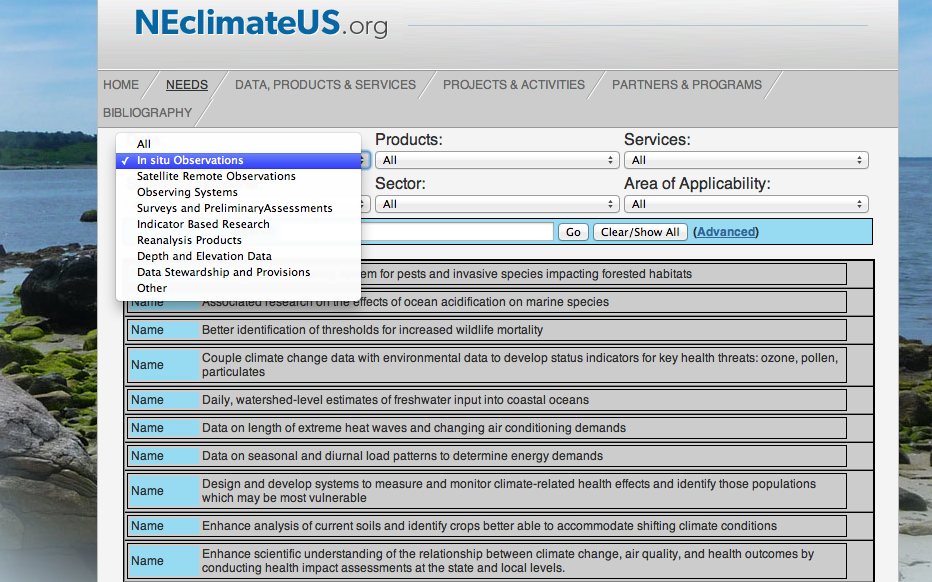 NEclimateUS.org
HOME NEEDS DATA, PRODUCTS & SERVICES PROJECTS & ACTIVITIES PARTNERS & PROGRAMS
BIBLIOGRAPHY
All
✓ In situ Observations
Satellite Remote Observations
Observing Systems
Surveys and PreliminaryAssessments
Indicator Based Research
Reanalysis Products
Depth and Elevation Data
Data Stewardship and Provisions
Other
Products: Services:
All All
Sector: Area of Applicability:
All All
Go Clear/Show All (Advanced)
for pests and invasive species impacting forested habitats
Name Associated research on the effects of ocean acidification on marine species
Name Better identification of thresholds for increased wildlife mortality
Name Couple climate change data with environmental data to develop status indicators for key health threats: ozone, pollen,
particulates
Name Daily, watershed-level estimates of freshwater input into coastal oceans
Name Data on length of extreme heat waves and changing air conditioning demands
Name Data on seasonal and diurnal load patterns to determine energy demands
Name Design and develop systems to measure and monitor climate-related health effects and identify those populations
which may be most vulnerable
Name Enhance analysis of current soils and identify crops better able to accommodate shifting climate conditions
Name Enhance scientific understanding of the relationship between climate change, air quality, and health outcomes by
conducting health impact assessments at the state and local levels.